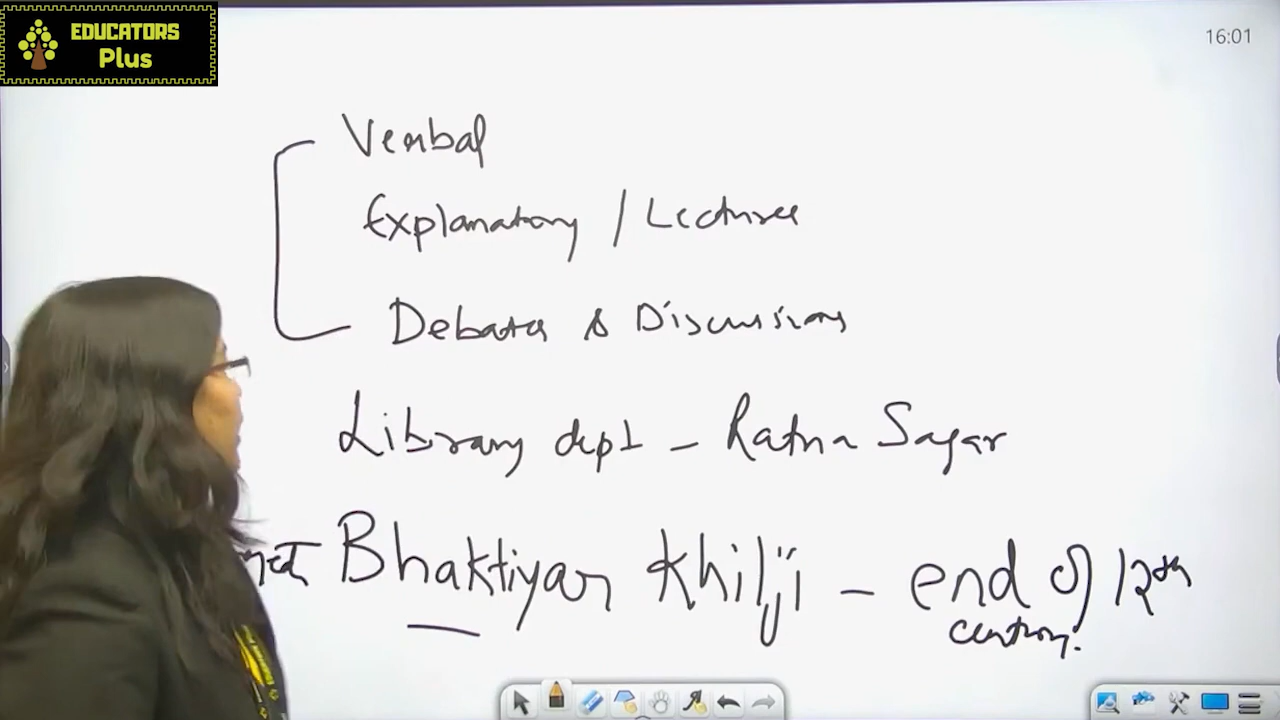 EDUCATORS
Plus
16:01
Verbal
Explanatory / Lectures
Debates & Discussions
Library dept - Ratna Sagar
Bhaktiyar Khilji - end of 12th
century.